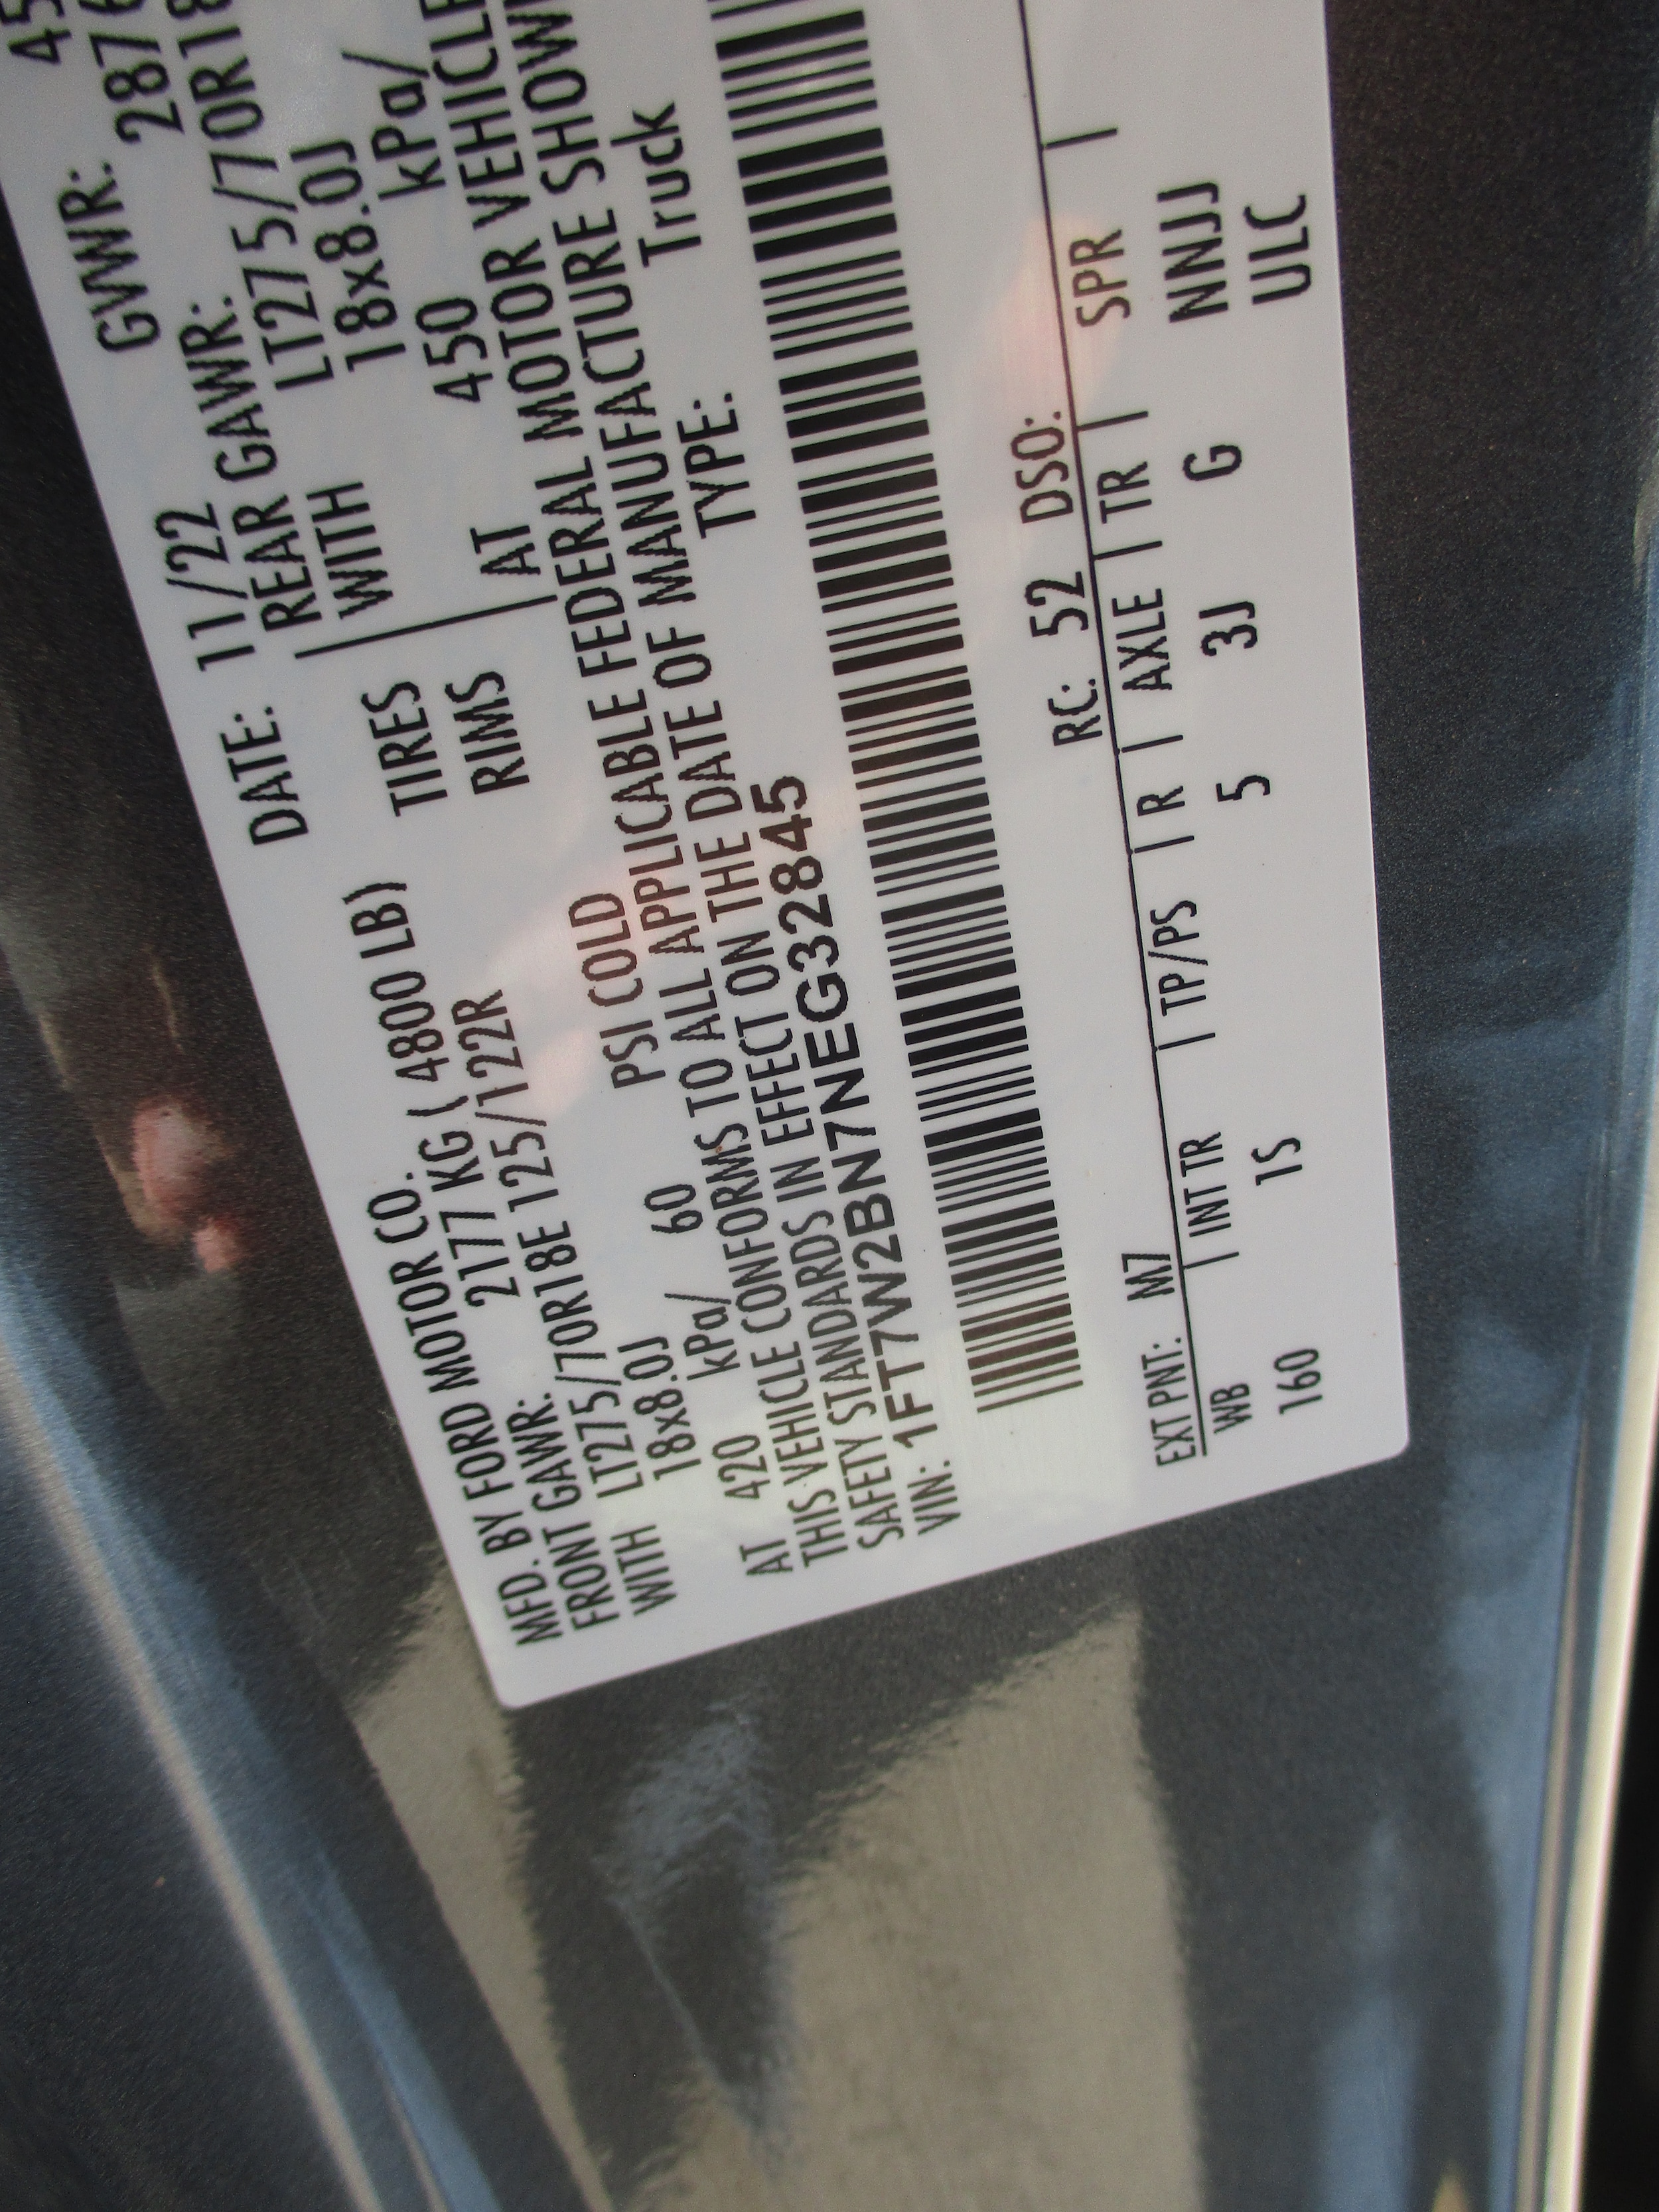 MFD. BY FORD MOTOR CO.
DATE: 11/22 GVWR: 45
FRONT GAWR: 2177 KG ( 4800 LB) REAR GAWR: 2876
WITH LT275/70R18E 125/122R TIRES WITH LT275/70R18
18x8.0J RIMS 18x8.0J
AT 420 kPa/ 60 PSI COLD AT 450 kPa/
THIS VEHICLE CONFORMS TO ALL APPLICABLE FEDERAL MOTOR VEHICLE
SAFETY STANDARDS IN EFFECT ON THE DATE OF MANUFACTURE SHOW
VIN: 1FT7W2BN7NEG32845 TYPE: Truck
EXT PNT: M7 RC: 52 DSO:
WB INT TR TP/PS R AXLE TR SPR
160 1S 5 3J G NNJJ
ULC